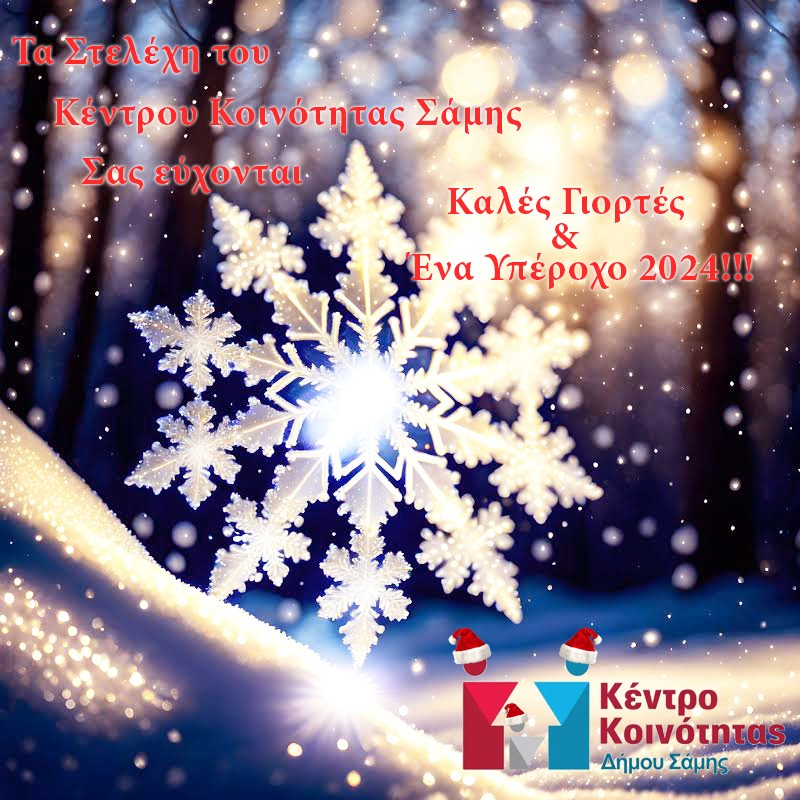 Τα Στελέχη του
Κέντρου Κοινότητας Σάμης
Σας εύχονται
Καλές Γιορτές
&
Ένα Υπέροχο 2024!!!
Κέντρο
Κοινότητας
Δήμου Σάμης